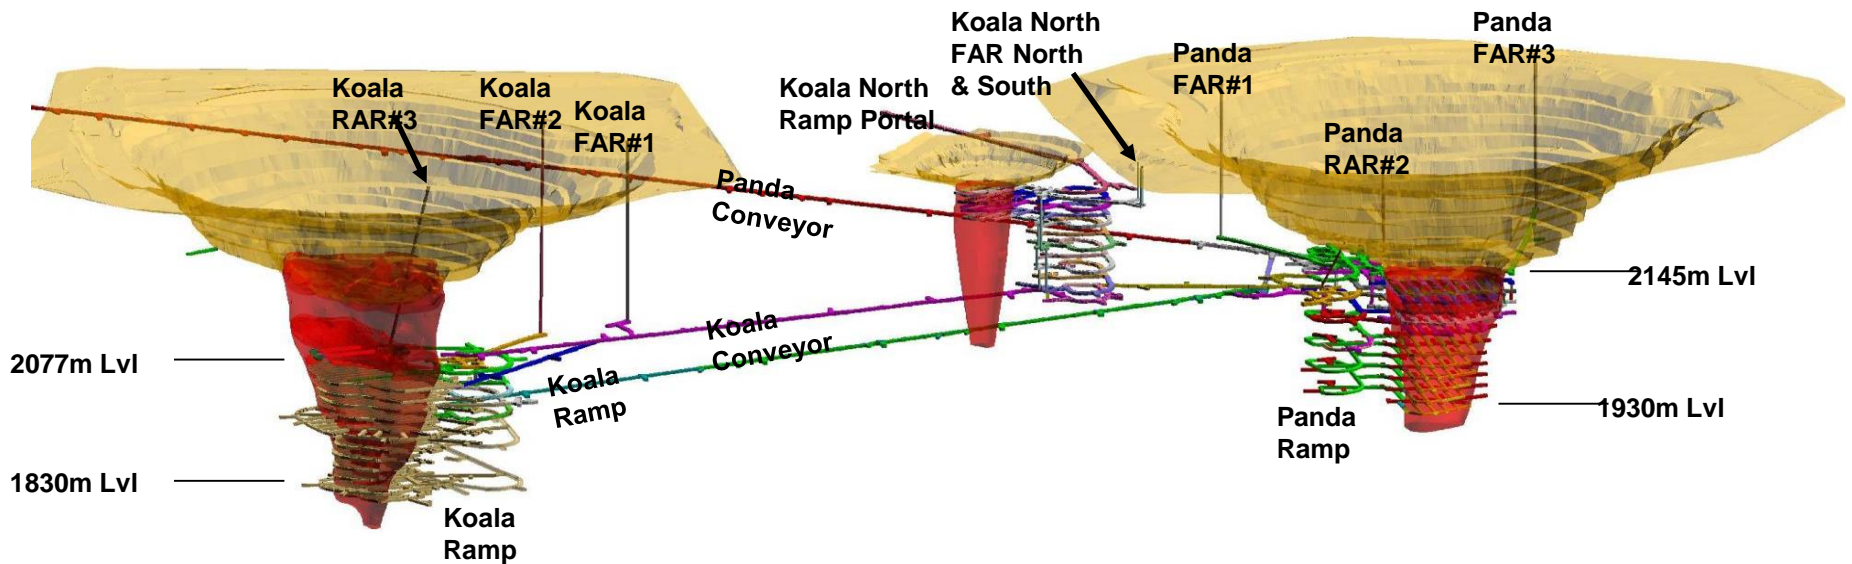 Koala
RAR#3
Koala
FAR#2
Koala
FAR#1
Koala North
Ramp Portal
Koala North
FAR North
& South
Panda
FAR#1
Panda
FAR#3
Panda
RAR#2
Panda
Conveyor
Koala
Conveyor
Koala
Ramp
2145m Lvl
2077m Lvl
1930m Lvl
Panda
Ramp
1830m Lvl
Koala
Ramp